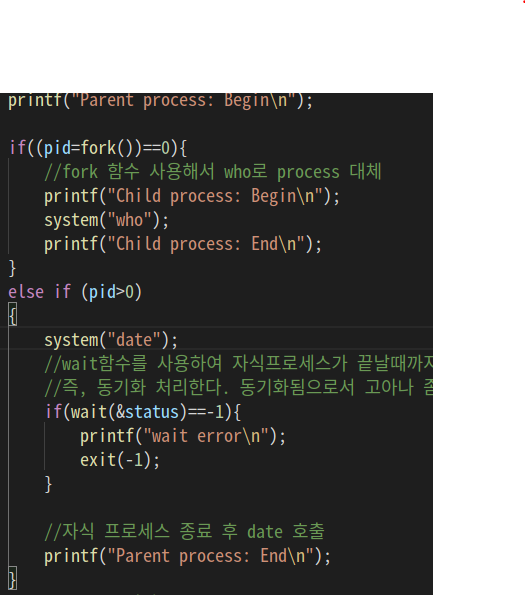 printf("Parent process: Begin\n");
if((pid=fork())==0){
//fork 함수 사용해서 who로 process 대체
printf("Child process: Begin\n");
system("who");
printf("Child process: End\n");
}
else if (pid>0)
{
system("date");
//wait함수를 사용하여 자식프로세스가 끝날때까지
//즉, 동기화 처리한다. 동기화됨으로서 고아나
if(wait(&status)==-1){
printf("wait error\n");
exit(-1);
}
//자식 프로세스 종료 후 date 호출
printf("Parent process: End\n");
}